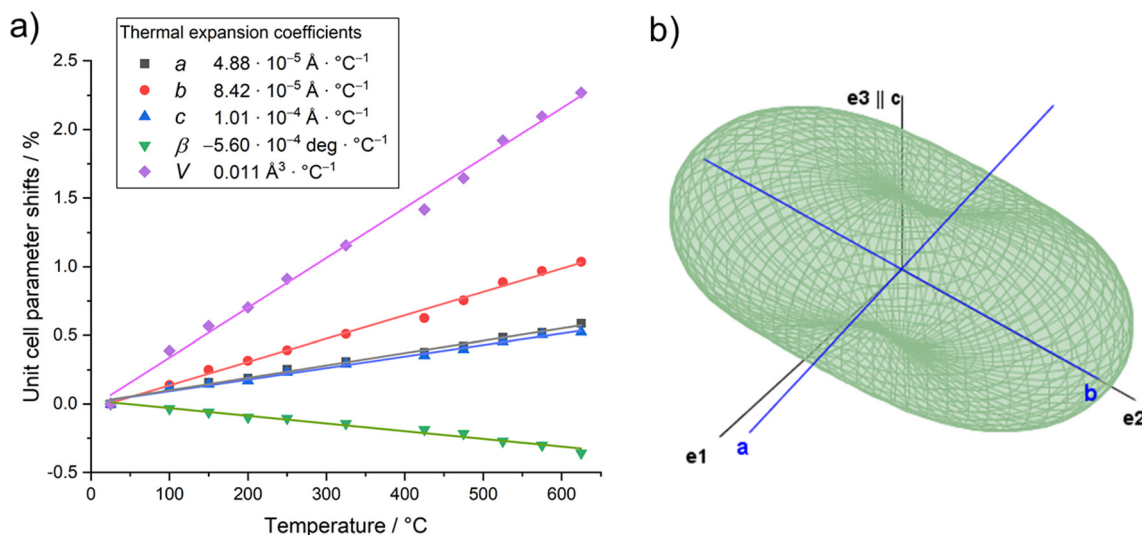 a)
Thermal expansion coefficients
a 4.88 · 10⁻⁵ Å · °C⁻¹
b 8.42 · 10⁻⁵ Å · °C⁻¹
c 1.01 · 10⁻⁴ Å · °C⁻¹
β −5.60 · 10⁻⁴ deg · °C⁻¹
V 0.011 Å³ · °C⁻¹
Unit cell parameter shifts / %
2.5
2.0
1.5
1.0
0.5
0.0
-0.5
0 100 200 300 400 500 600
Temperature / °C
b)
e3 || c
b
e2
e1
a